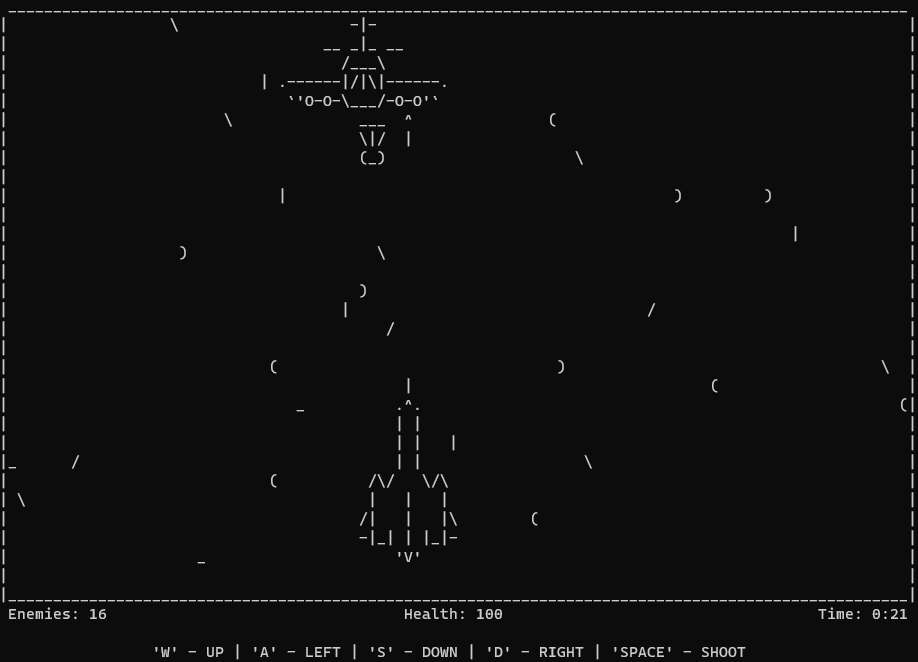 Enemies: 16 Health: 100 Time: 0:21
'W' - UP | 'A' - LEFT | 'S' - DOWN | 'D' - RIGHT | 'SPACE' - SHOOT